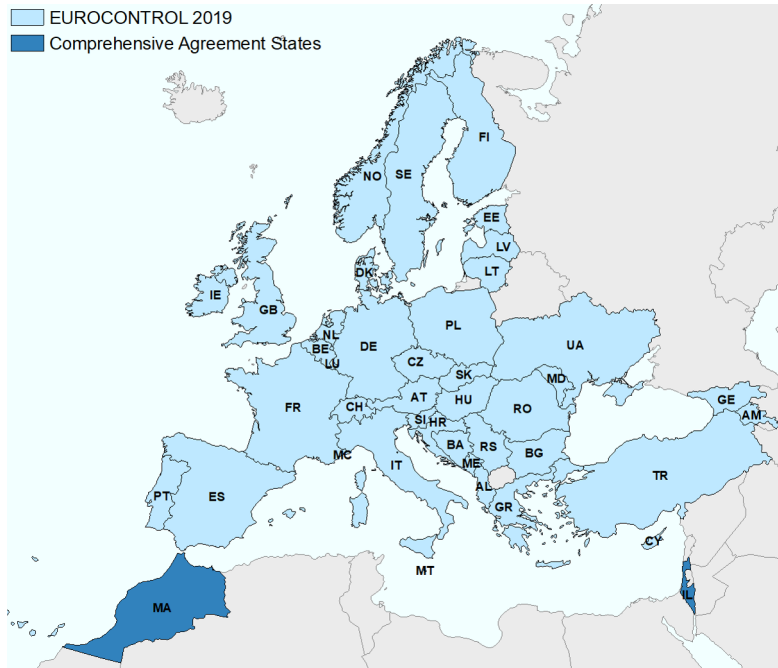 EUROCONTROL 2019
Comprehensive Agreement States
FI
NO
SE
EE
LV
LT
DK
IE
GB
NL
PL
BE
DE
UA
LU
CZ
SK
MD
AT
HU
GE
FR
CH
RO
AM
SI
HR
BA
RS
MC
BG
IT
ME
TR
PT
ES
AL
GR
CY
MT
IL
MA